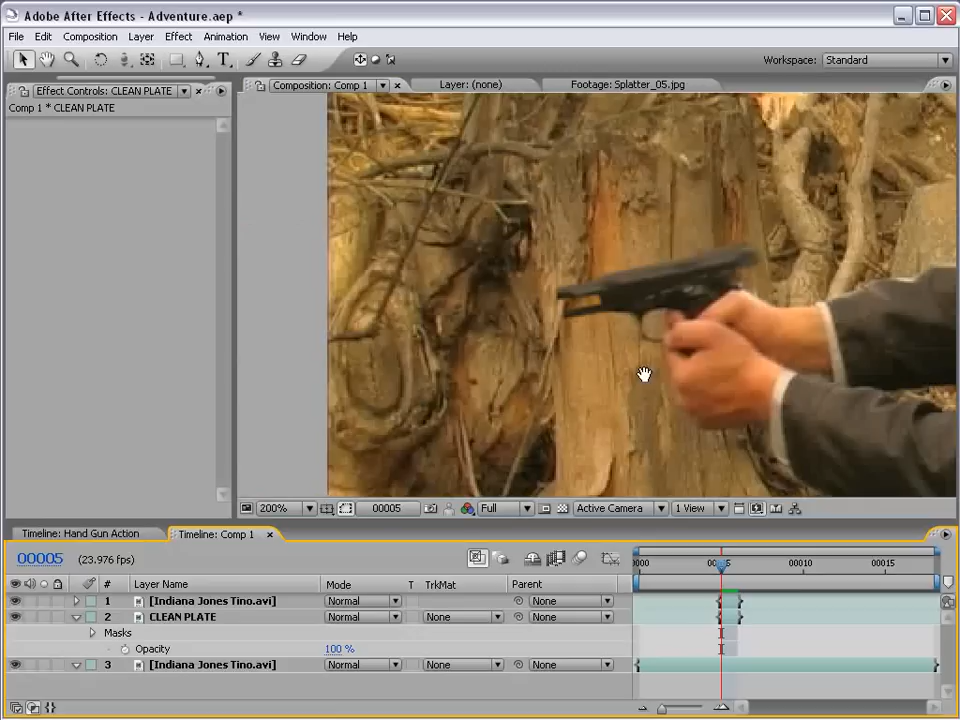 Adobe After Effects - Adventure.aep *
File Edit Composition Layer Effect Animation View Window Help
Workspace: Standard
Effect Controls: CLEAN PLATE
Composition: Comp 1
Layer: (none)
Footage: Splatter_05.jpg
Comp 1 * CLEAN PLATE
200%
00005
Full
Active Camera
1 View
Timeline: Hand Gun Action
Timeline: Comp 1
00005 (23.976 fps)
00005 00010 00015
# Layer Name Mode T TrkMat Parent
1 [Indiana Jones Tino.avi] Normal None
2 CLEAN PLATE Normal None None
Masks
Opacity 100 %
3 [Indiana Jones Tino.avi] Normal None None